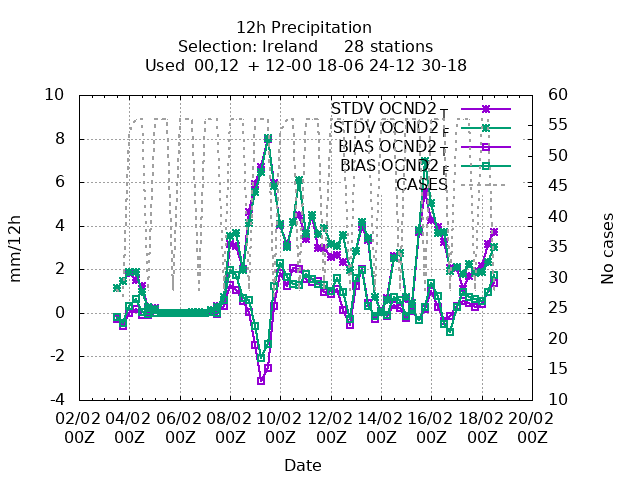 12h Precipitation
Selection: Ireland 28 stations
Used 00,12 + 12-00 18-06 24-12 30-18
STDV OCND2 T
STDV OCND2 F
BIAS OCND2 T
BIAS OCND2 F
CASES
mm/12h
10
8
6
4
2
0
-2
-4
No cases
60
55
50
45
40
35
30
25
20
15
10
02/02 04/02 06/02 08/02 10/02 12/02 14/02 16/02 18/02 20/02
00Z 00Z 00Z 00Z 00Z 00Z 00Z 00Z 00Z 00Z
Date